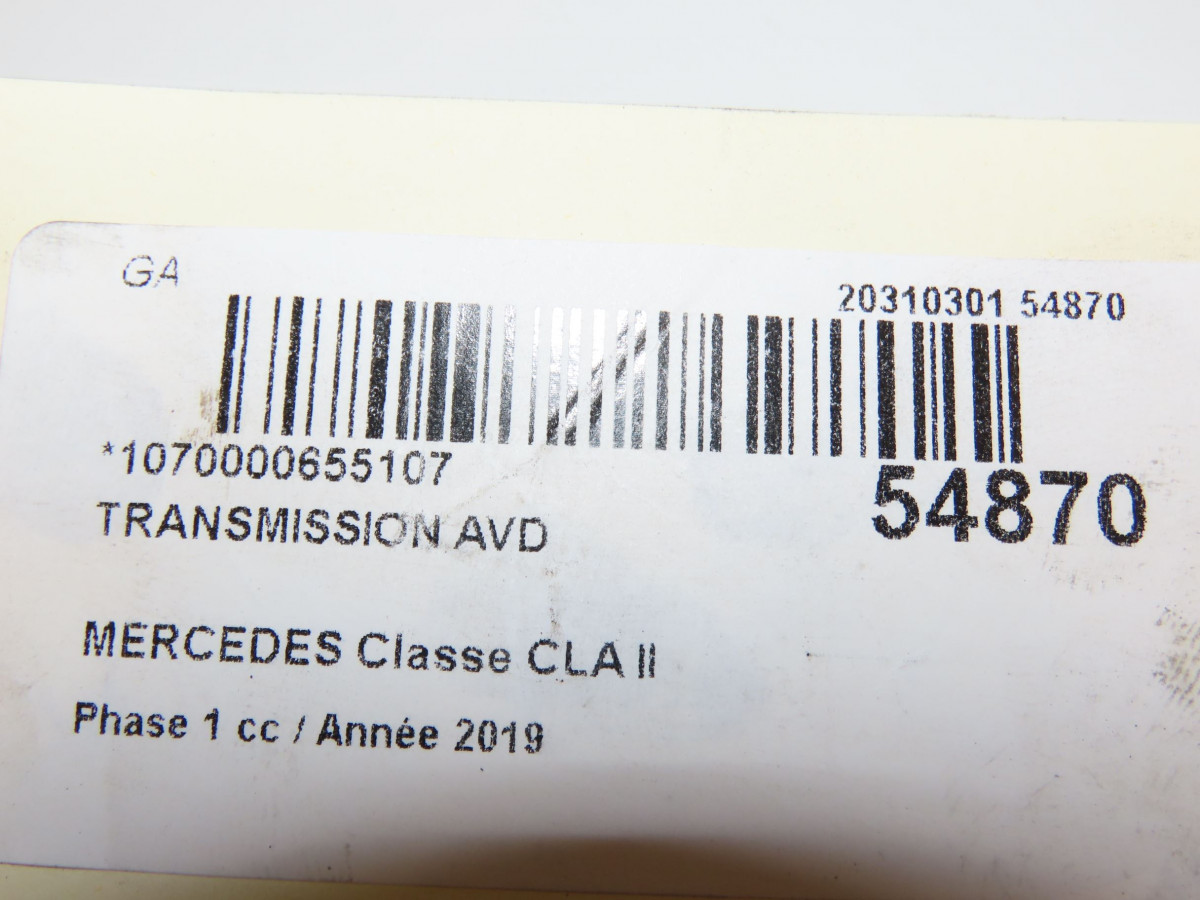 GA
20310301 54870
*1070000655107
54870
TRANSMISSION AVD
MERCEDES Classe CLA II
Phase 1 cc / Année 2019